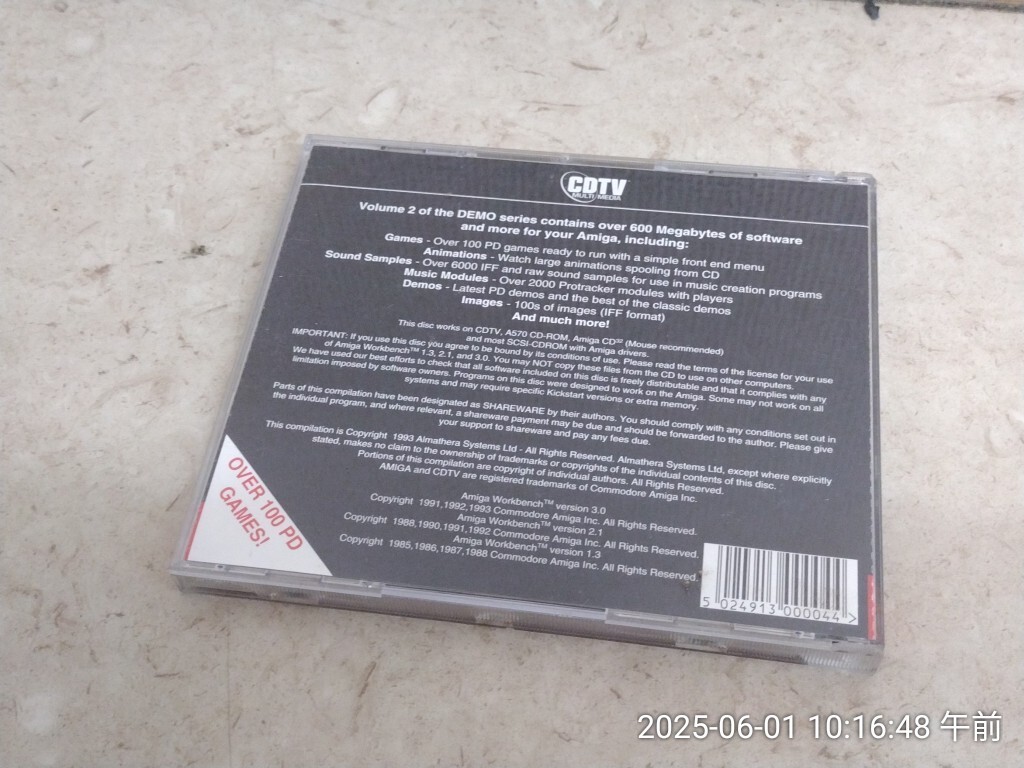 CDTV
MULTI/MEDIA
Volume 2 of the DEMO series contains over 600 Megabytes of software
and more for your Amiga, including:
Games - Over 100 PD games ready to run with a simple front end menu
Animations - Watch large animations spooling from CD
Sound Samples - Over 6000 IFF and raw sound samples for use in music creation programs
Music Modules - Over 2000 Protracker modules with players
Demos - Latest PD demos and the best of the classic demos
Images - 100s of images (IFF format)
And much more!
This disc works on CDTV, A570 CD-ROM, Amiga CD³² (Mouse recommended)
and most SCSI-CDROM with Amiga drivers.
IMPORTANT: If you use this disc you agree to be bound by its conditions of use. Please read the terms of the license for your use
of Amiga Workbench™ 1.3, 2.1, and 3.0. You may NOT copy these files from the CD to use on other computers.
We have used our best efforts to check that all software included on this disc is freely distributable and that it complies with any
limitation imposed by software owners. Programs on this disc were designed to work on the Amiga. Some may not work on all
systems and may require specific Kickstart versions or extra memory.
Parts of this compilation have been designated as SHAREWARE by their authors. You should comply with any conditions set out in
the individual program, and where relevant, a shareware payment may be due and should be forwarded to the author. Please give
your support to shareware and pay any fees due.
This compilation is Copyright 1993 Almathera Systems Ltd - All Rights Reserved. Almathera Systems Ltd, except where explicitly
stated, makes no claim to the ownership of trademarks or copyrights of the individual contents of this disc.
Portions of this compilation are copyright of individual authors. All Rights Reserved.
AMIGA and CDTV are registered trademarks of Commodore Amiga Inc.
Amiga Workbench™ version 3.0
Copyright 1991,1992,1993 Commodore Amiga Inc. All Rights Reserved.
Amiga Workbench™ version 2.1
Copyright 1988,1990,1991,1992 Commodore Amiga Inc. All Rights Reserved.
Amiga Workbench™ version 1.3
Copyright 1985,1986,1987,1988 Commodore Amiga Inc. All Rights Reserved.
OVER 100 PD
GAMES!
5 024913 000044 >
2025-06-01 10:16:48 午前